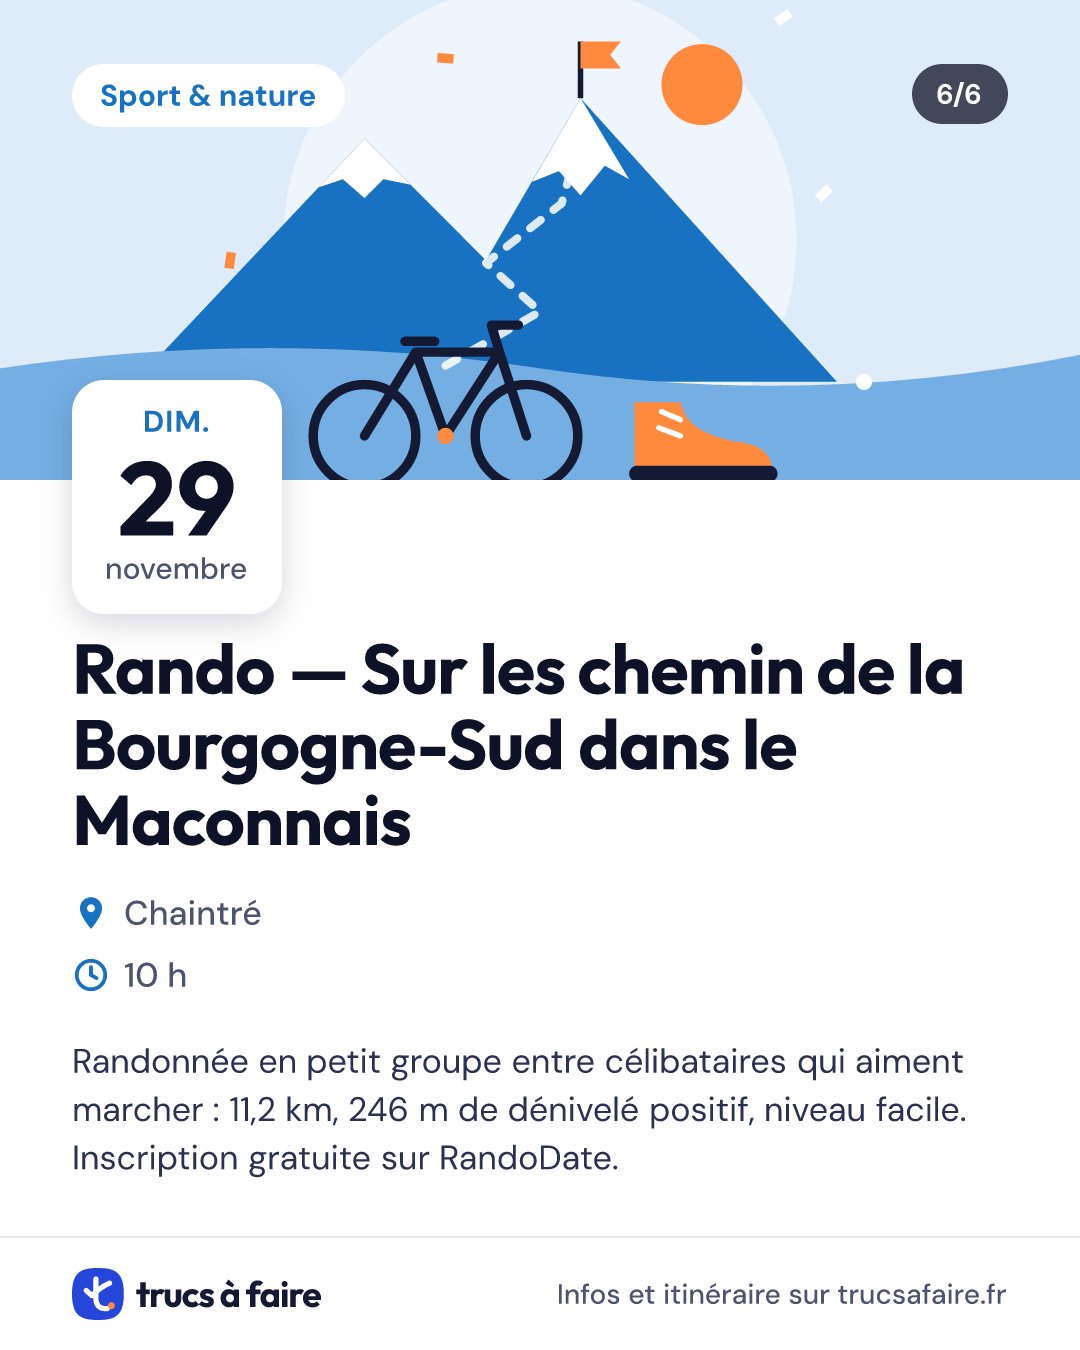 Sport & nature
6/6
DIM.
29
novembre
Rando — Sur les chemin de la
Bourgogne-Sud dans le
Maconnais
Chaintré
10 h
Randonnée en petit groupe entre célibataires qui aiment
marcher : 11,2 km, 246 m de dénivelé positif, niveau facile.
Inscription gratuite sur RandoDate.
trucs à faire
Infos et itinéraire sur trucsafaire.fr